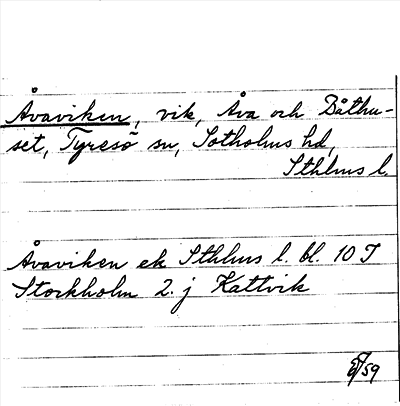 Åvaviken, vik, Åva och Båthu-
set, Tyresö sn, Sotholms hd,
Sthlms l.
Åvaviken ek Sthlms l. bl. 10 I
Stockholm 2. j Kattvik
59